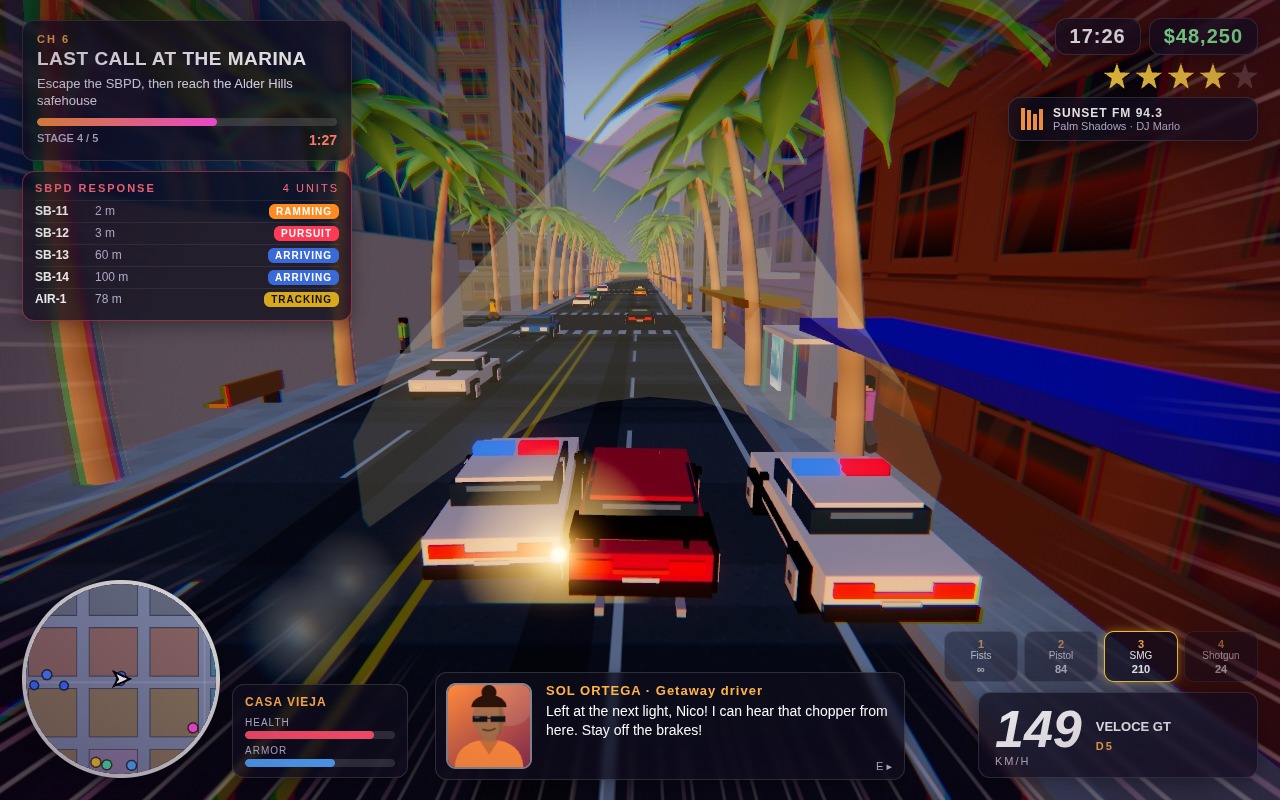 CH 6
LAST CALL AT THE MARINA
Escape the SBPD, then reach the Alder Hills
safehouse
STAGE 4 / 5
1:27
SBPD RESPONSE
4 UNITS
SB-11 2 m RAMMING
SB-12 3 m PURSUIT
SB-13 60 m ARRIVING
SB-14 100 m ARRIVING
AIR-1 78 m TRACKING
17:26
$48,250
SUNSET FM 94.3
Palm Shadows · DJ Marlo
CASA VIEJA
HEALTH
ARMOR
SOL ORTEGA · Getaway driver
Left at the next light, Nico! I can hear that chopper from
here. Stay off the brakes!
E ▸
1
Fists
∞
2
Pistol
84
3
SMG
210
4
Shotgun
24
149
KM/H
VELOCE GT
D5